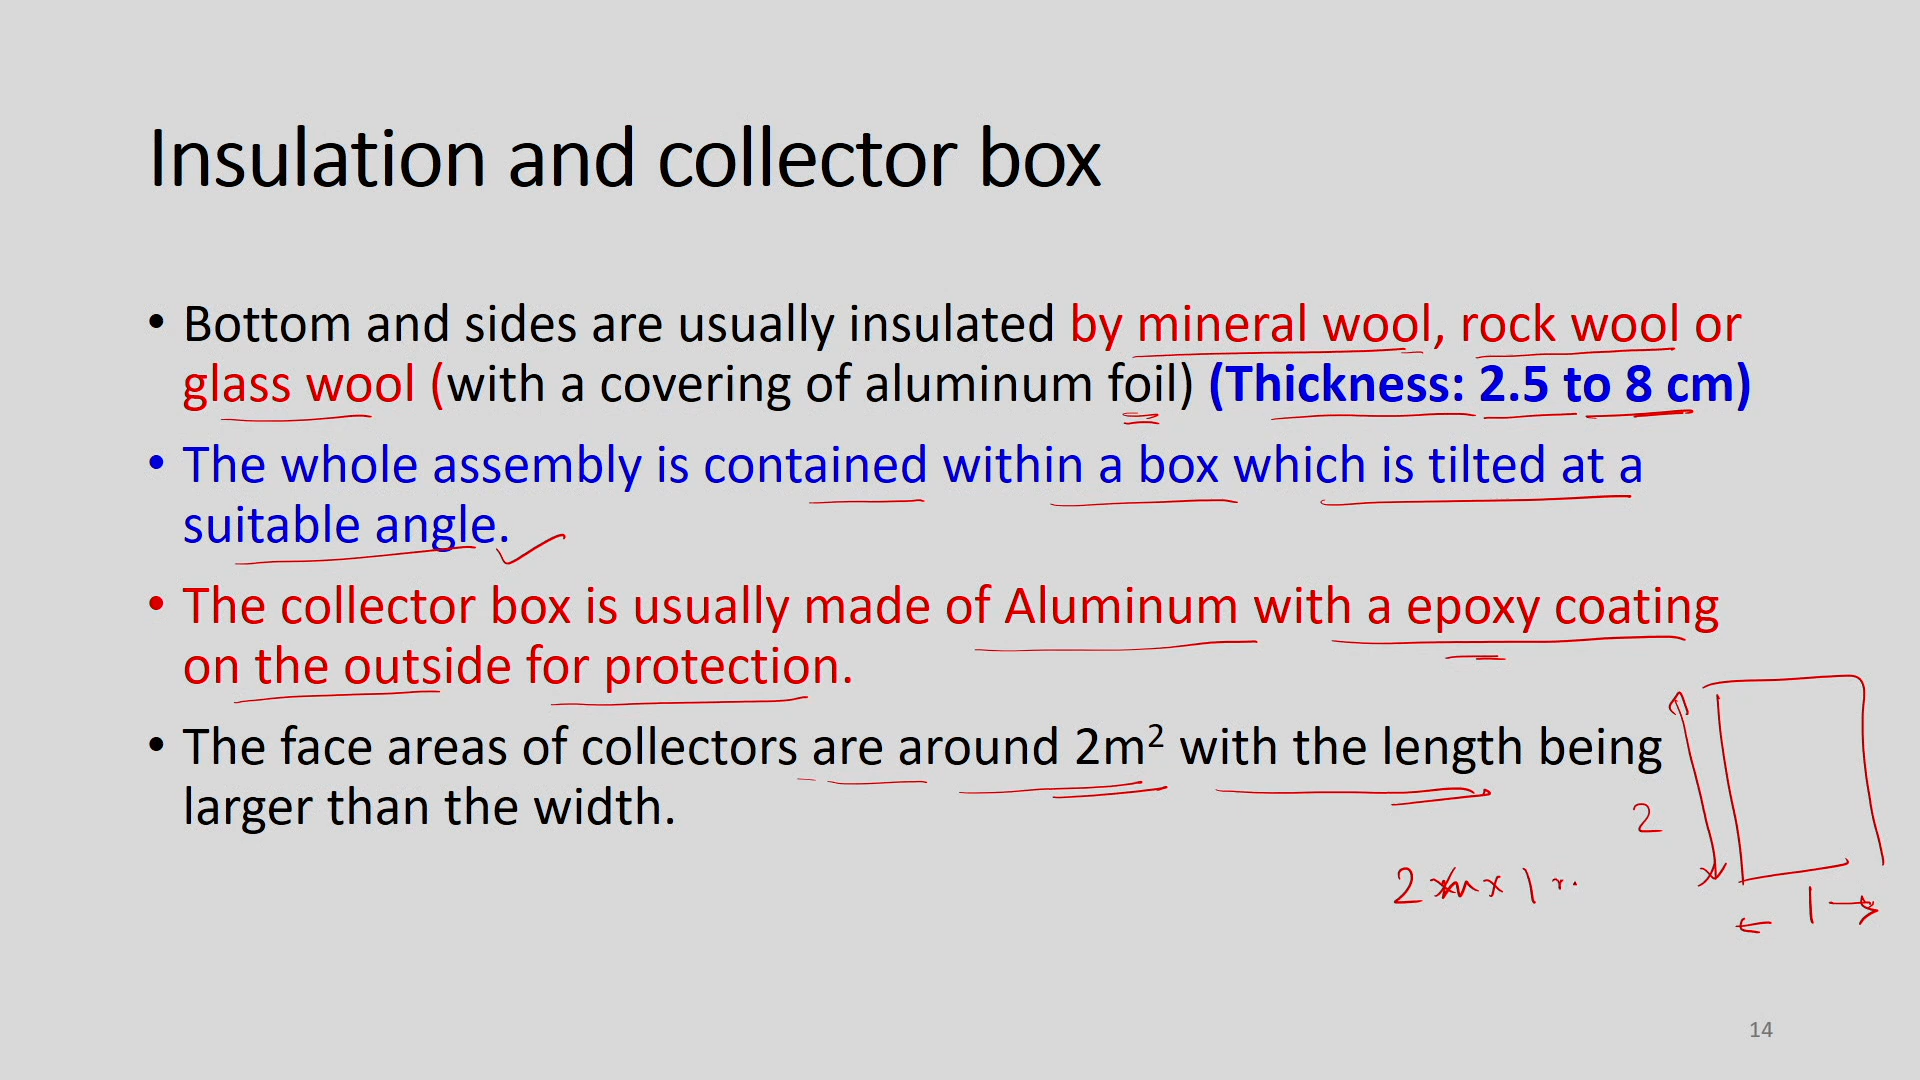 Insulation and collector box
• Bottom and sides are usually insulated by mineral wool, rock wool or
glass wool (with a covering of aluminum foil) (Thickness: 2.5 to 8 cm)
• The whole assembly is contained within a box which is tilted at a
suitable angle.
• The collector box is usually made of Aluminum with a epoxy coating
on the outside for protection.
• The face areas of collectors are around 2m² with the length being
larger than the width.
2
2 m x 1
1
14